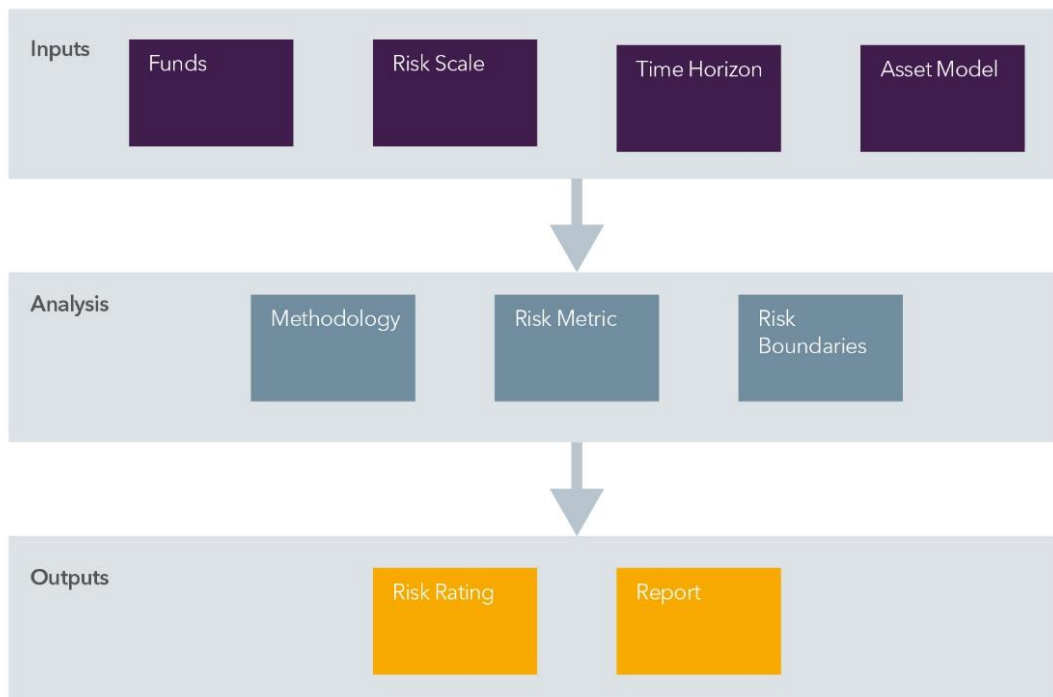 Inputs
Funds
Risk Scale
Time Horizon
Asset Model
Analysis
Methodology
Risk Metric
Risk
Boundaries
Outputs
Risk Rating
Report